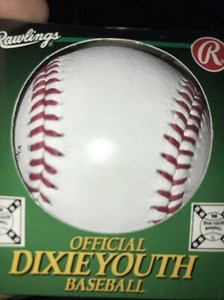 Rawlings
R
OFFICIAL
DIXIE YOUTH
BASEBALL